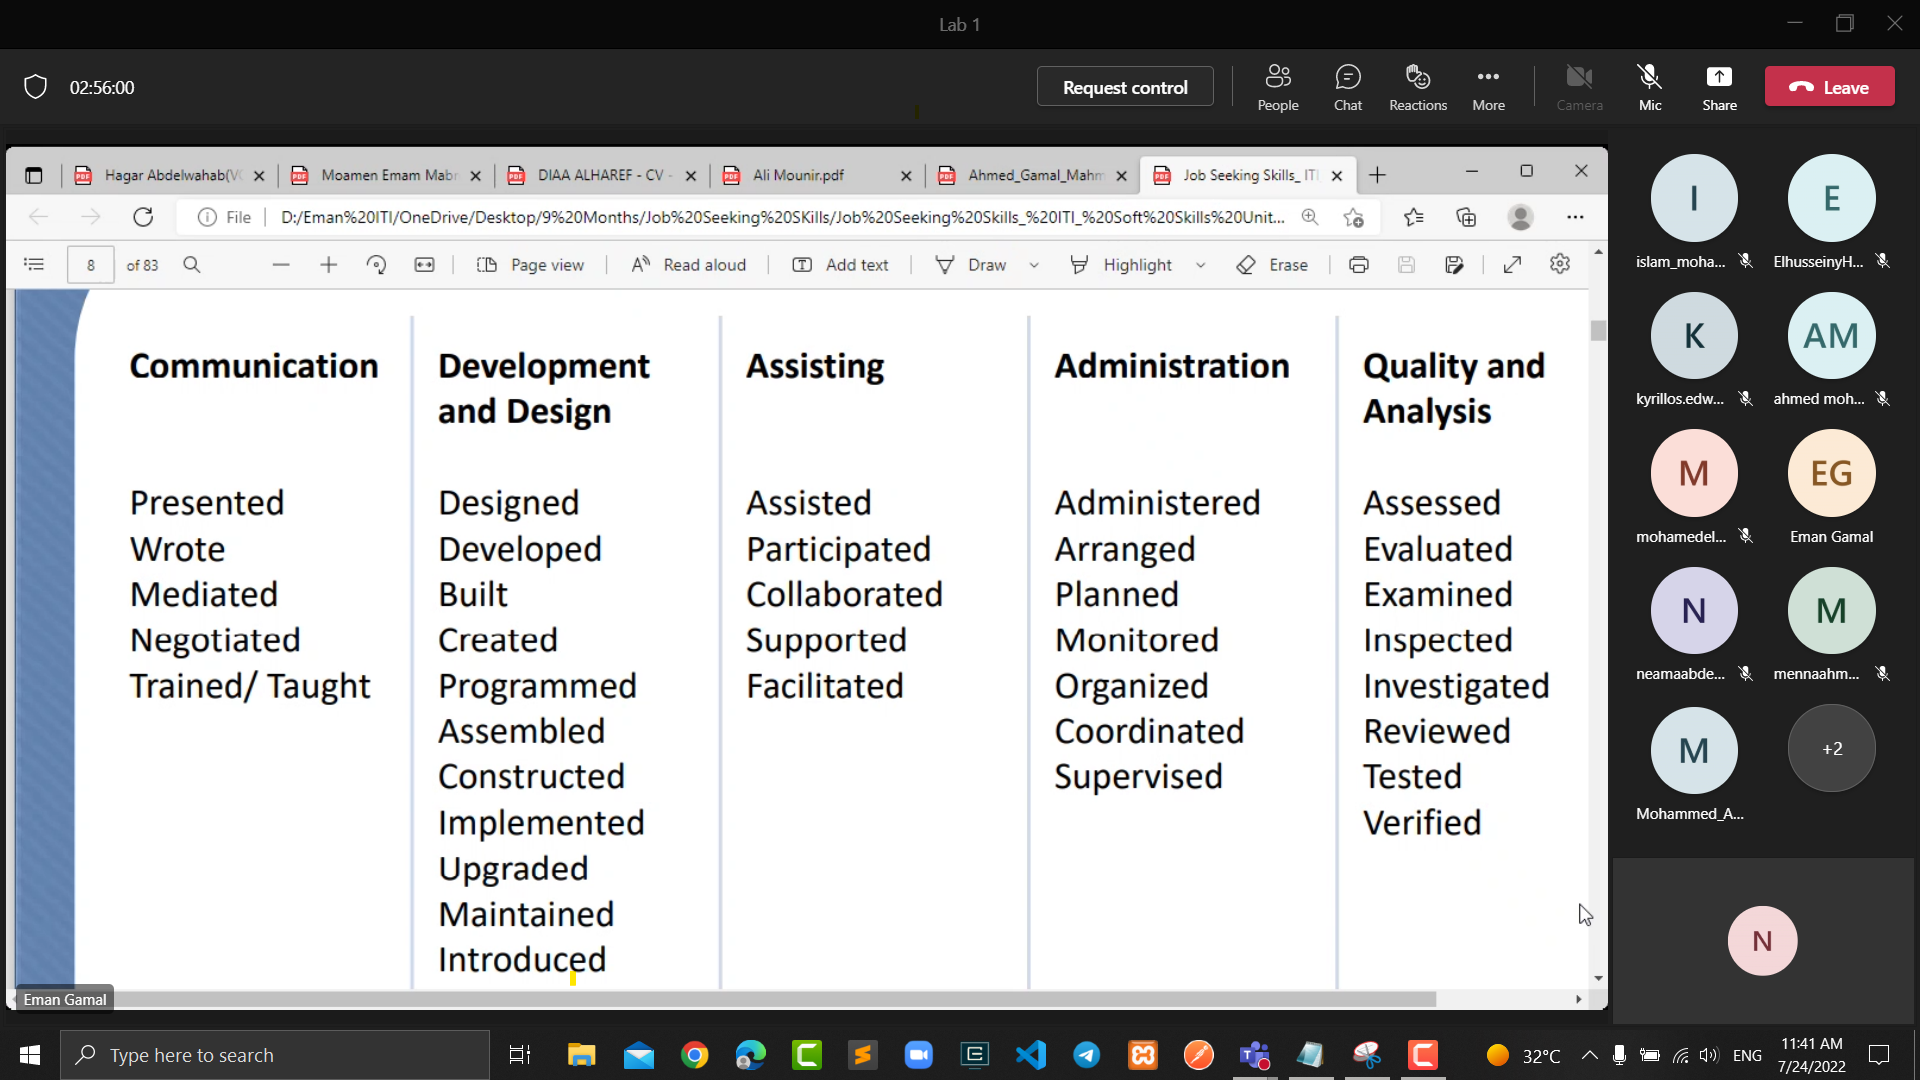 Lab 1
02:56:00
Request control
People
Chat
Reactions
More
Camera
Mic
Share
Leave
Hagar Abdelwahab(V
Moamen Emam Mabr
DIAA ALHAREF - CV -
Ali Mounir.pdf
Ahmed_Gamal_Mahm
Job Seeking Skills_ ITI
File
D:/Eman%20ITI/OneDrive/Desktop/9%20Months/Job%20Seeking%20SKills/Job%20Seeking%20Skills_%20ITI_%20Soft%20Skills%20Unit...
8
of 83
Page view
Read aloud
Add text
Draw
Highlight
Erase
Communication
Presented
Wrote
Mediated
Negotiated
Trained/ Taught
Development
and Design
Designed
Developed
Built
Created
Programmed
Assembled
Constructed
Implemented
Upgraded
Maintained
Introduced
Assisting
Assisted
Participated
Collaborated
Supported
Facilitated
Administration
Administered
Arranged
Planned
Monitored
Organized
Coordinated
Supervised
Quality and
Analysis
Assessed
Evaluated
Examined
Inspected
Investigated
Reviewed
Tested
Verified
Eman Gamal
I
islam_moha...
E
ElhusseinyH...
K
kyrillos.edw...
AM
ahmed moh...
M
mohamedel...
EG
Eman Gamal
N
neamaabde...
M
mennaahm...
M
Mohammed_A...
+2
N
Type here to search
32°C
ENG
11:41 AM
7/24/2022